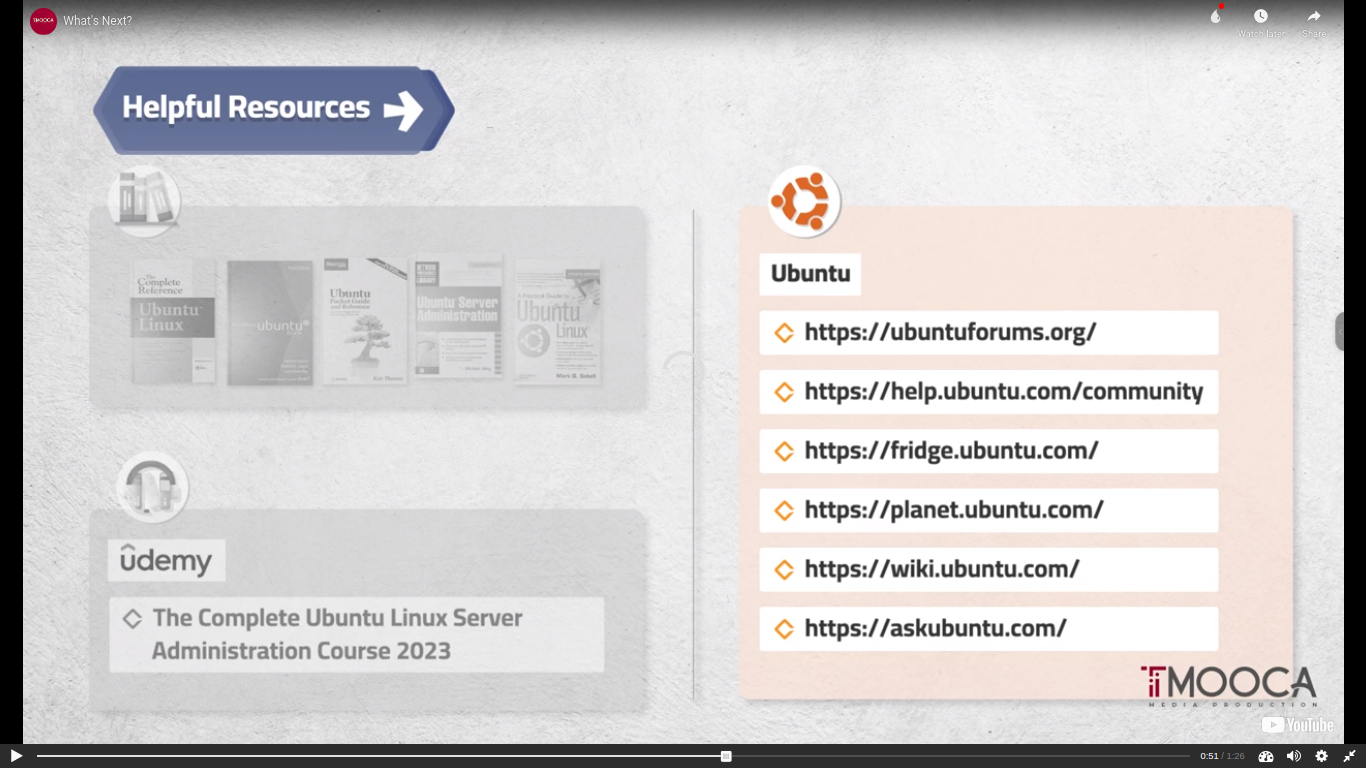 TMOOCA
What's Next?
Watch later
Share
Helpful Resources
The
Complete
Reference
Ubuntu
Linux
ubuntu
Ubuntu
Pocket Guide
and Reference
Keir Thomas
Ubuntu Server
Administration
A Practical Guide to
Ubuntu
Linux
Mark G. Sobell
udemy
The Complete Ubuntu Linux Server
Administration Course 2023
Ubuntu
https://ubuntuforums.org/
https://help.ubuntu.com/community
https://fridge.ubuntu.com/
https://planet.ubuntu.com/
https://wiki.ubuntu.com/
https://askubuntu.com/
TMOOCA
MEDIA PRODUCTION
YouTube
0:51 / 1:26